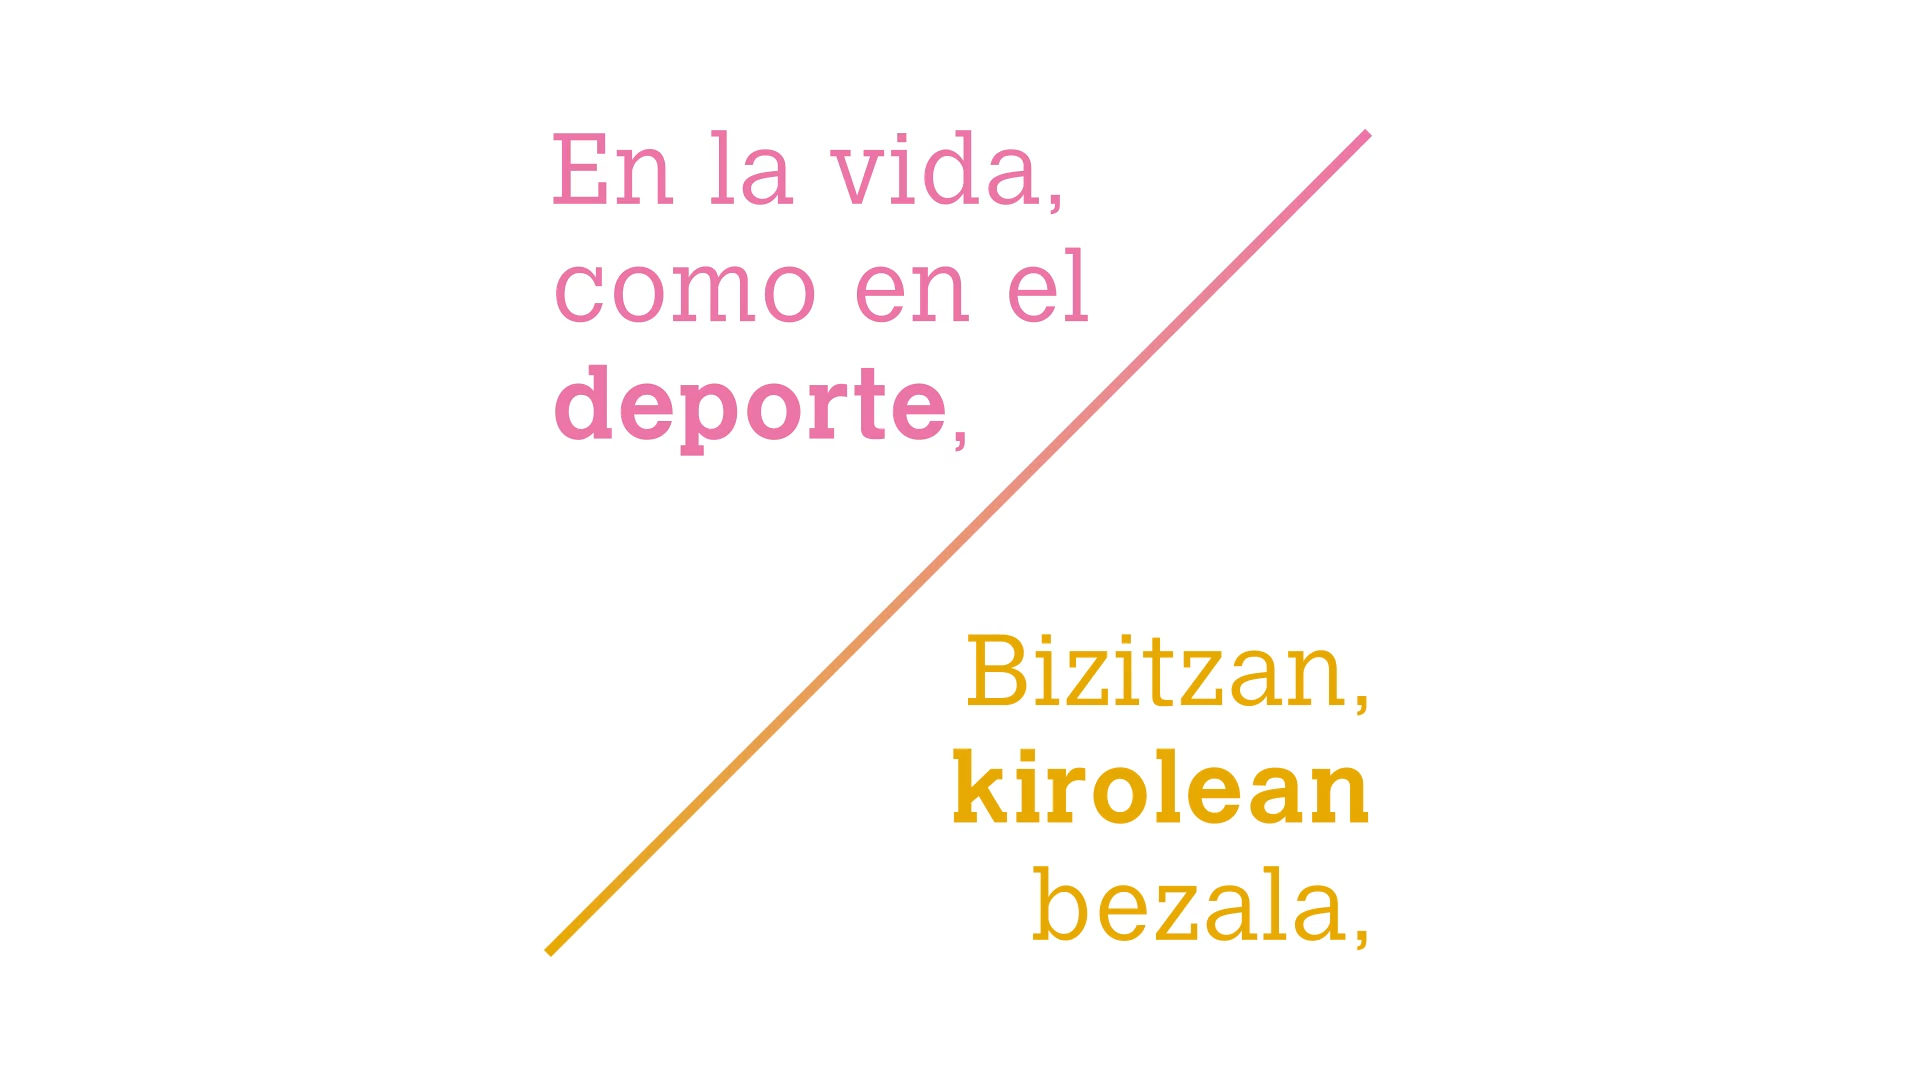 En la vida,
como en el
deporte,
Bizitzan,
kirolean
bezala,